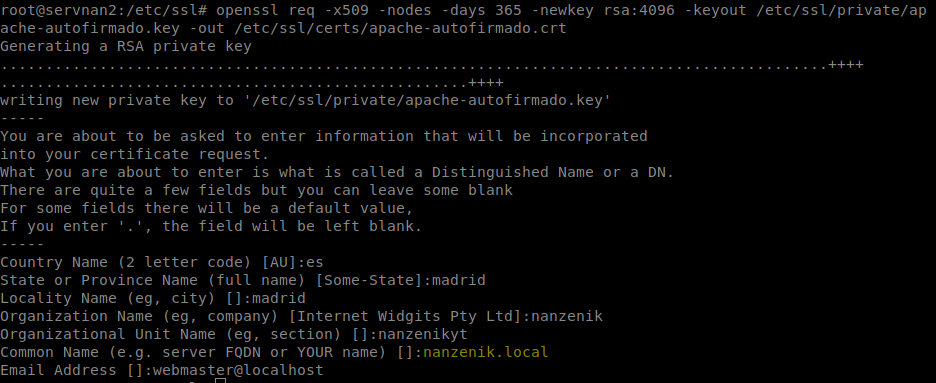 root@servnan2:/etc/ssl# openssl req -x509 -nodes -days 365 -newkey rsa:4096 -keyout /etc/ssl/private/ap
ache-autofirmado.key -out /etc/ssl/certs/apache-autofirmado.crt
Generating a RSA private key
............................................................................................++++
....................................................++++
writing new private key to '/etc/ssl/private/apache-autofirmado.key'
-----
You are about to be asked to enter information that will be incorporated
into your certificate request.
What you are about to enter is what is called a Distinguished Name or a DN.
There are quite a few fields but you can leave some blank
For some fields there will be a default value,
If you enter '.', the field will be left blank.
-----
Country Name (2 letter code) [AU]:es
State or Province Name (full name) [Some-State]:madrid
Locality Name (eg, city) []:madrid
Organization Name (eg, company) [Internet Widgits Pty Ltd]:nanzenik
Organizational Unit Name (eg, section) []:nanzenikyt
Common Name (e.g. server FQDN or YOUR name) []:nanzenik.local
Email Address []:webmaster@localhost